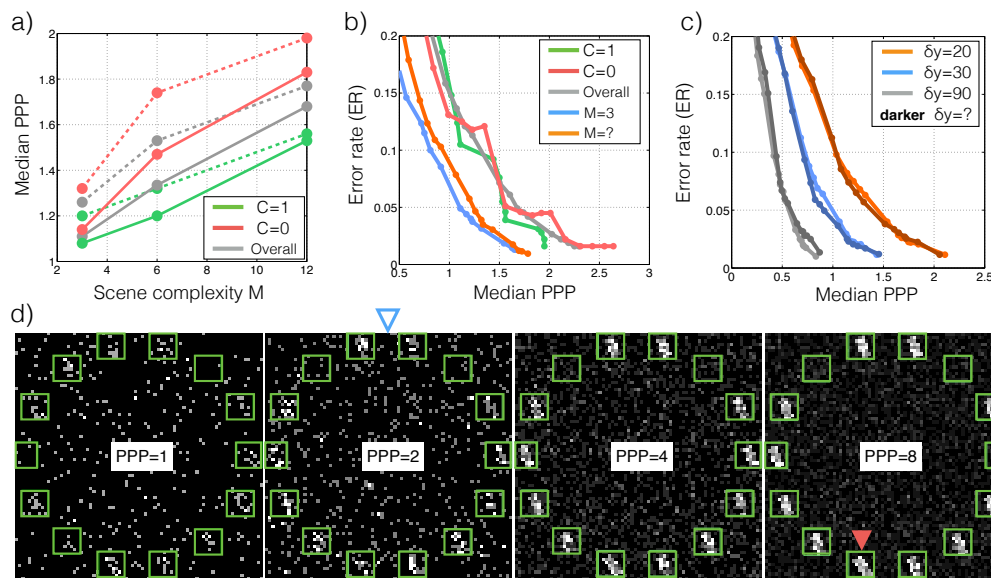 a)
Median PPP
2
1.8
1.6
1.4
1.2
1
2 4 6 8 10 12
Scene complexity M
C=1
C=0
Overall
b)
Error rate (ER)
0.2
0.15
0.1
0.05
0
0.5 1 1.5 2 2.5 3
Median PPP
C=1
C=0
Overall
M=3
M=?
c)
Error rate (ER)
0.2
0.15
0.1
0.05
0
0 0.5 1 1.5 2 2.5
Median PPP
δy=20
δy=30
δy=90
darker δy=?
d)
PPP=1
PPP=2
PPP=4
PPP=8